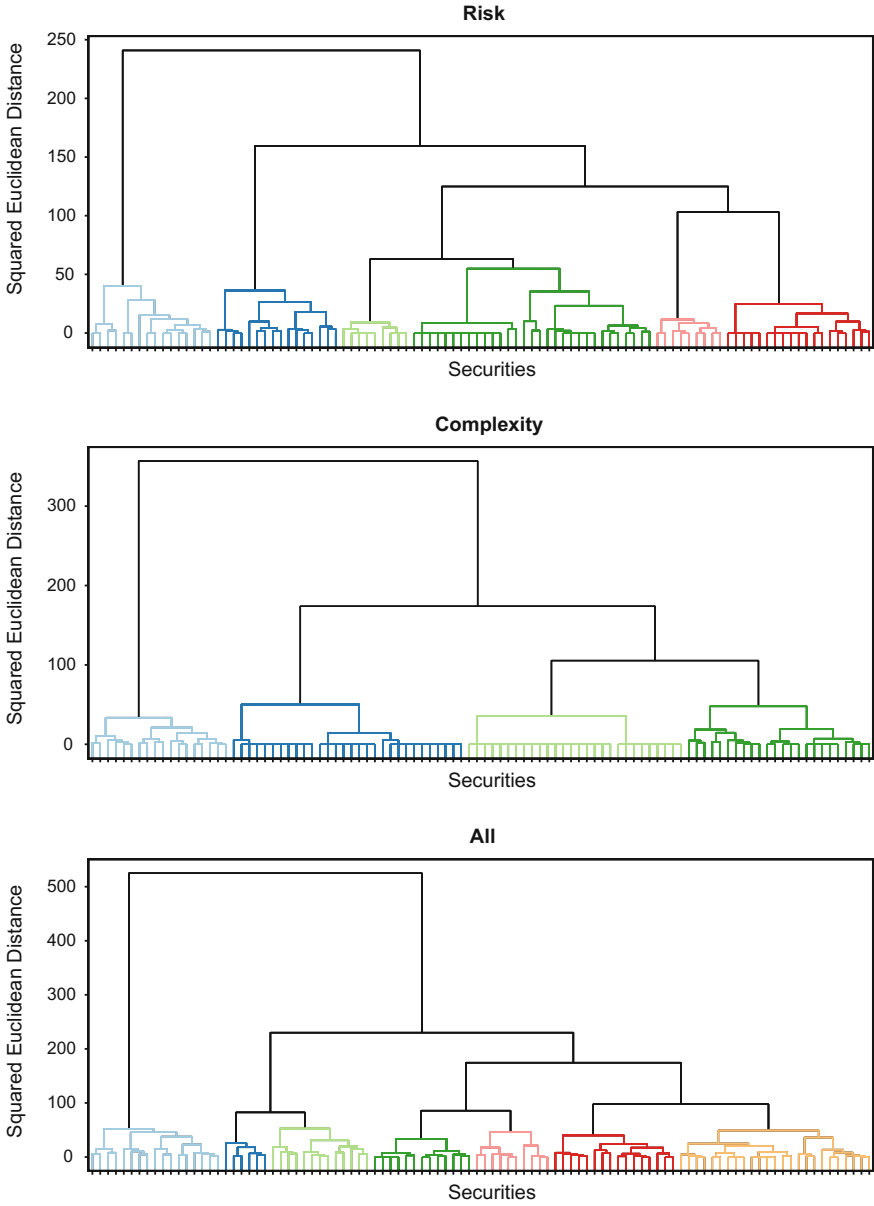 Risk
Squared Euclidean Distance
250
200
150
100
50
0
Securities
Complexity
Squared Euclidean Distance
300
200
100
0
Securities
All
Squared Euclidean Distance
500
400
300
200
100
0
Securities